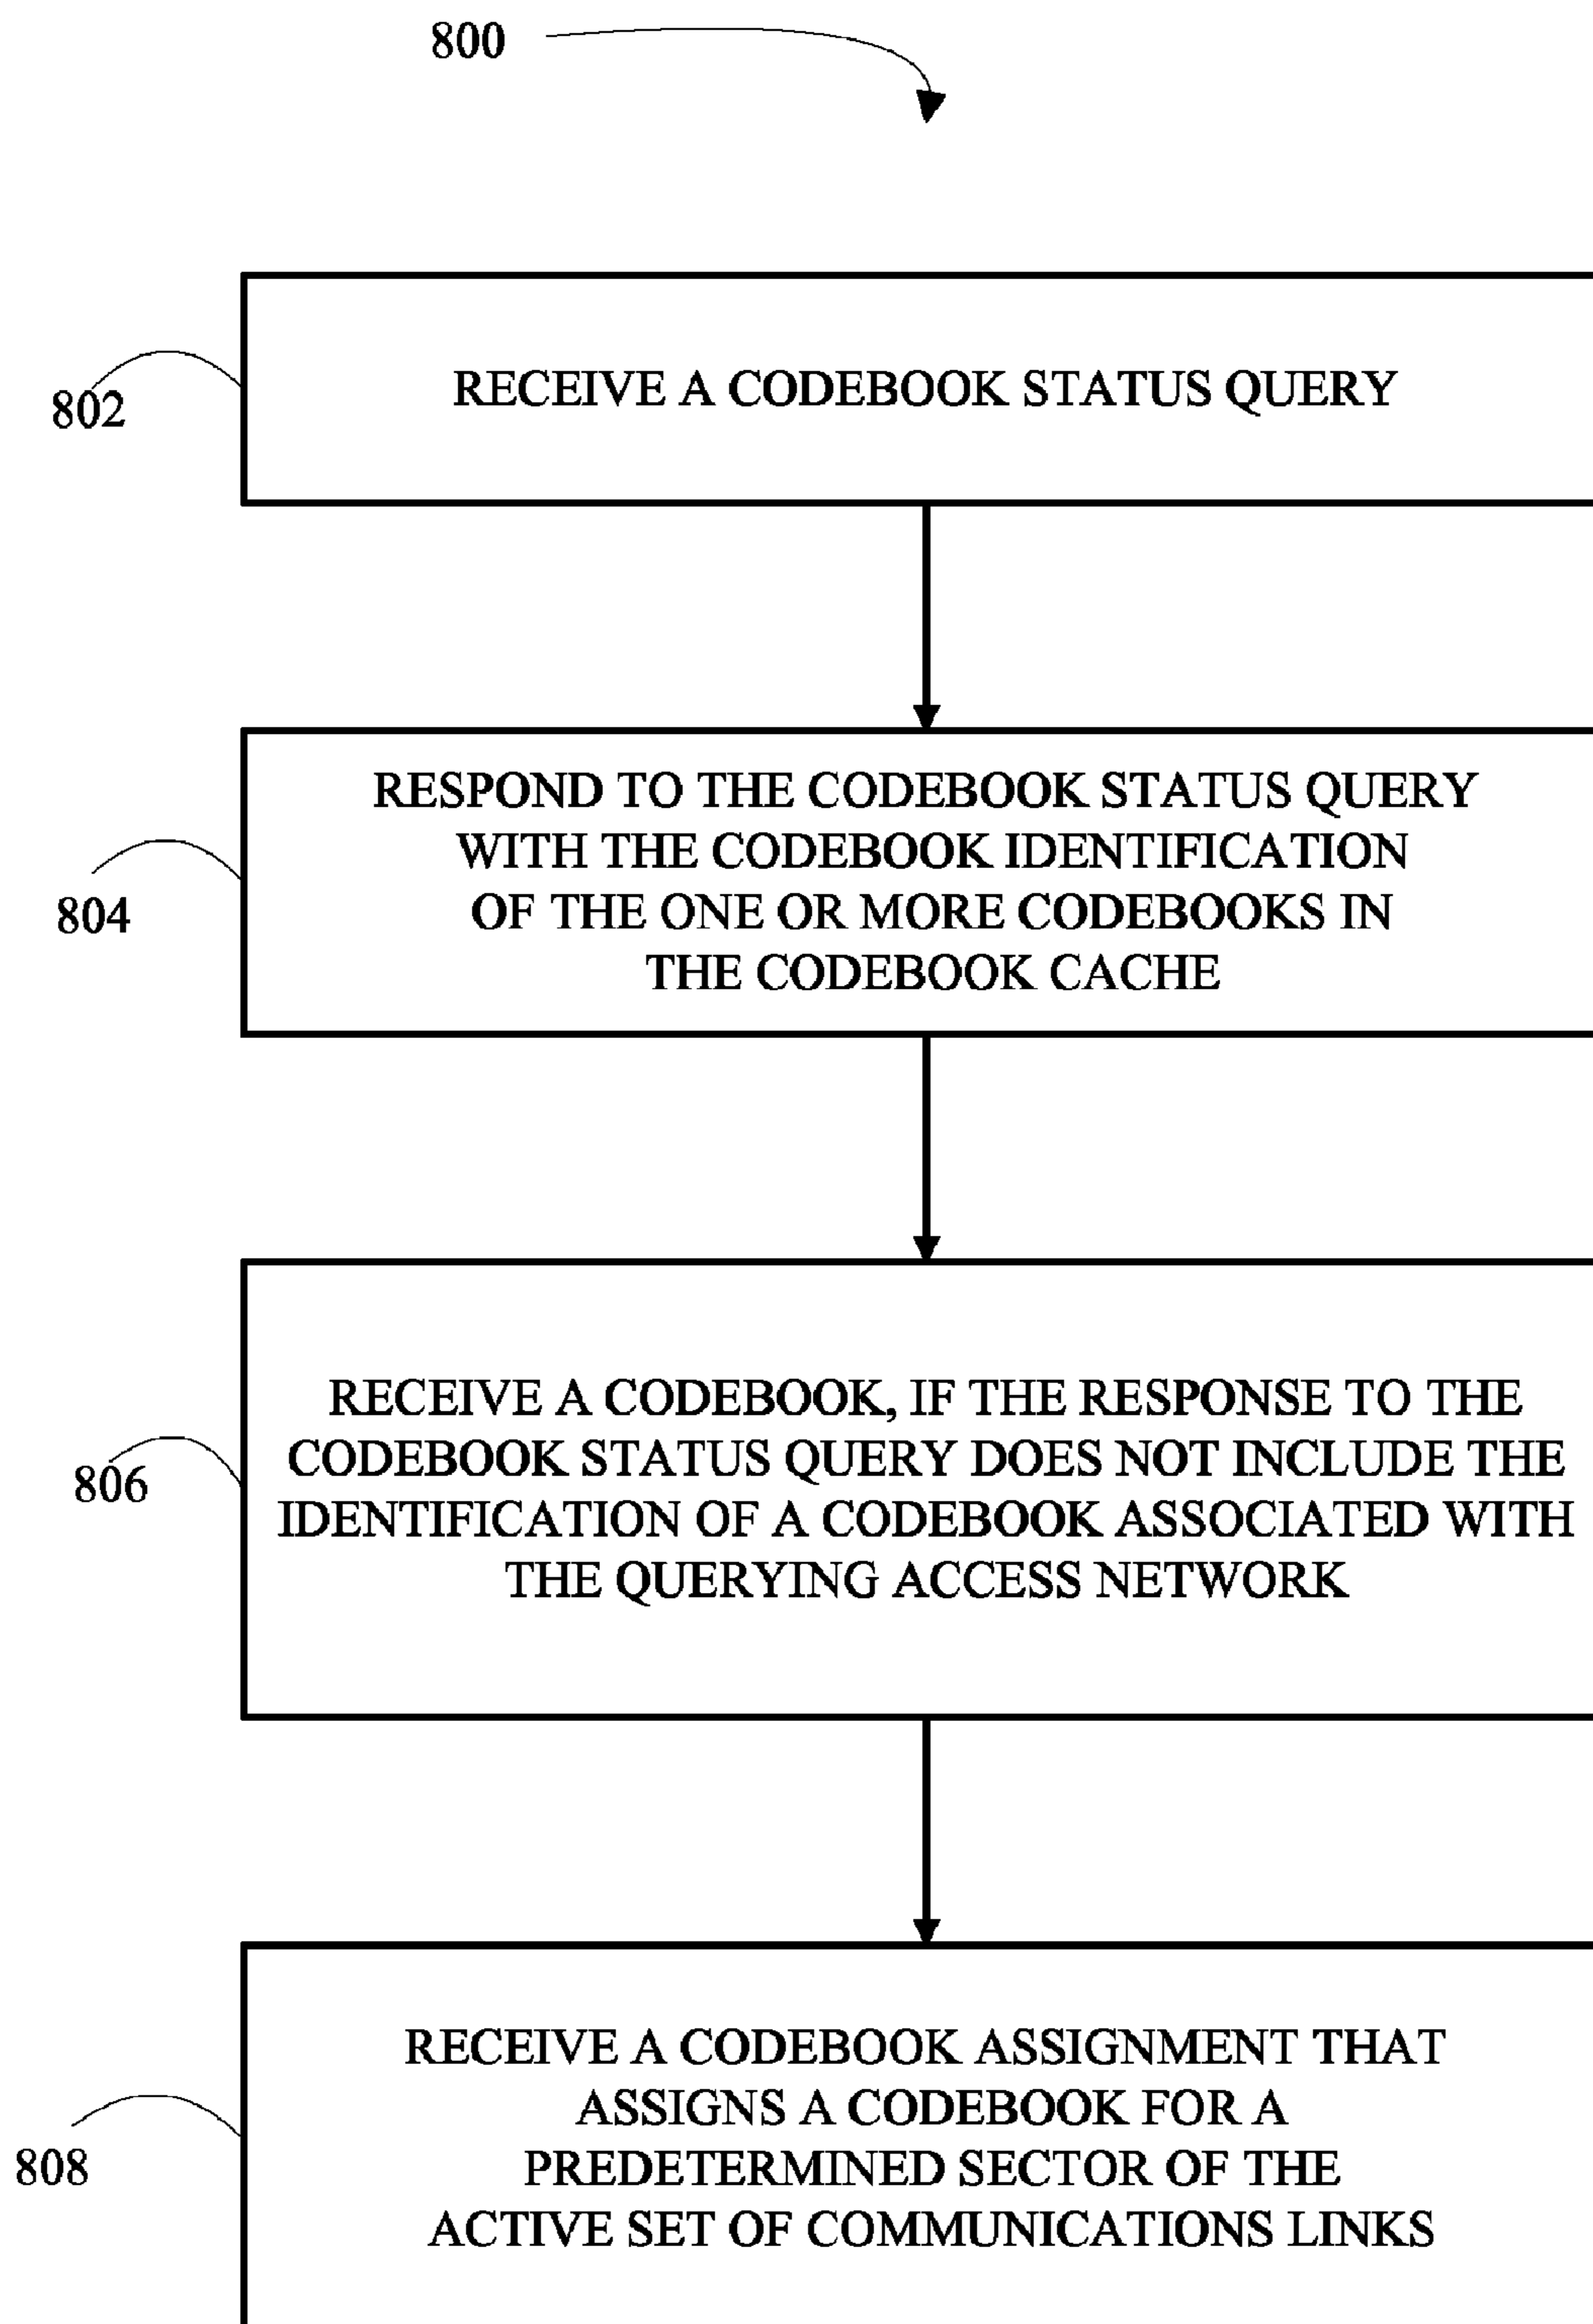 800
802
RECEIVE A CODEBOOK STATUS QUERY
804
RESPOND TO THE CODEBOOK STATUS QUERY
WITH THE CODEBOOK IDENTIFICATION
OF THE ONE OR MORE CODEBOOKS IN
THE CODEBOOK CACHE
806
RECEIVE A CODEBOOK, IF THE RESPONSE TO THE
CODEBOOK STATUS QUERY DOES NOT INCLUDE THE
IDENTIFICATION OF A CODEBOOK ASSOCIATED WITH
THE QUERYING ACCESS NETWORK
808
RECEIVE A CODEBOOK ASSIGNMENT THAT
ASSIGNS A CODEBOOK FOR A
PREDETERMINED SECTOR OF THE
ACTIVE SET OF COMMUNICATIONS LINKS